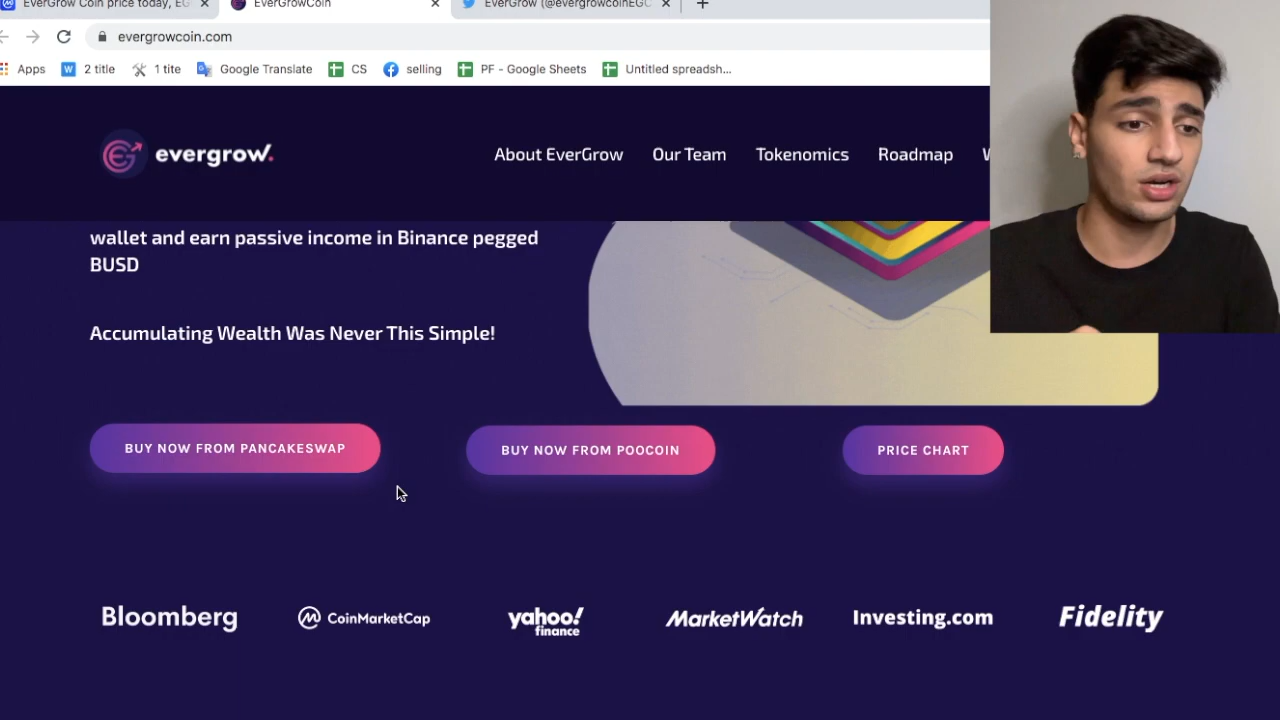 EverGrow Coin price today, EG
EverGrowCoin
EverGrow (@evergrowcoinEGC
evergrowcoin.com
Apps
2 title
1 tite
Google Translate
CS
selling
PF - Google Sheets
Untitled spreadsh...
evergrow.
About EverGrow
Our Team
Tokenomics
Roadmap
wallet and earn passive income in Binance pegged
BUSD
Accumulating Wealth Was Never This Simple!
BUY NOW FROM PANCAKESWAP
BUY NOW FROM POOCOIN
PRICE CHART
Bloomberg
CoinMarketCap
yahoo!
finance
MarketWatch
Investing.com
Fidelity